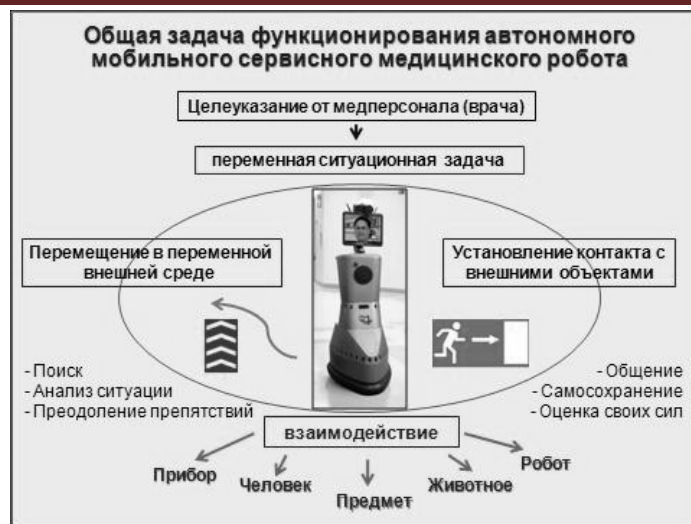 Общая задача функционирования автономного
мобильного сервисного медицинского робота
Целеуказание от медперсонала (врача)
переменная ситуационная задача
Перемещение в переменной
внешней среде
Установление контакта с
внешними объектами
- Поиск
- Анализ ситуации
- Преодоление препятствий
- Общение
- Самосохранение
- Оценка своих сил
взаимодействие
Прибор
Человек
Предмет
Животное
Робот